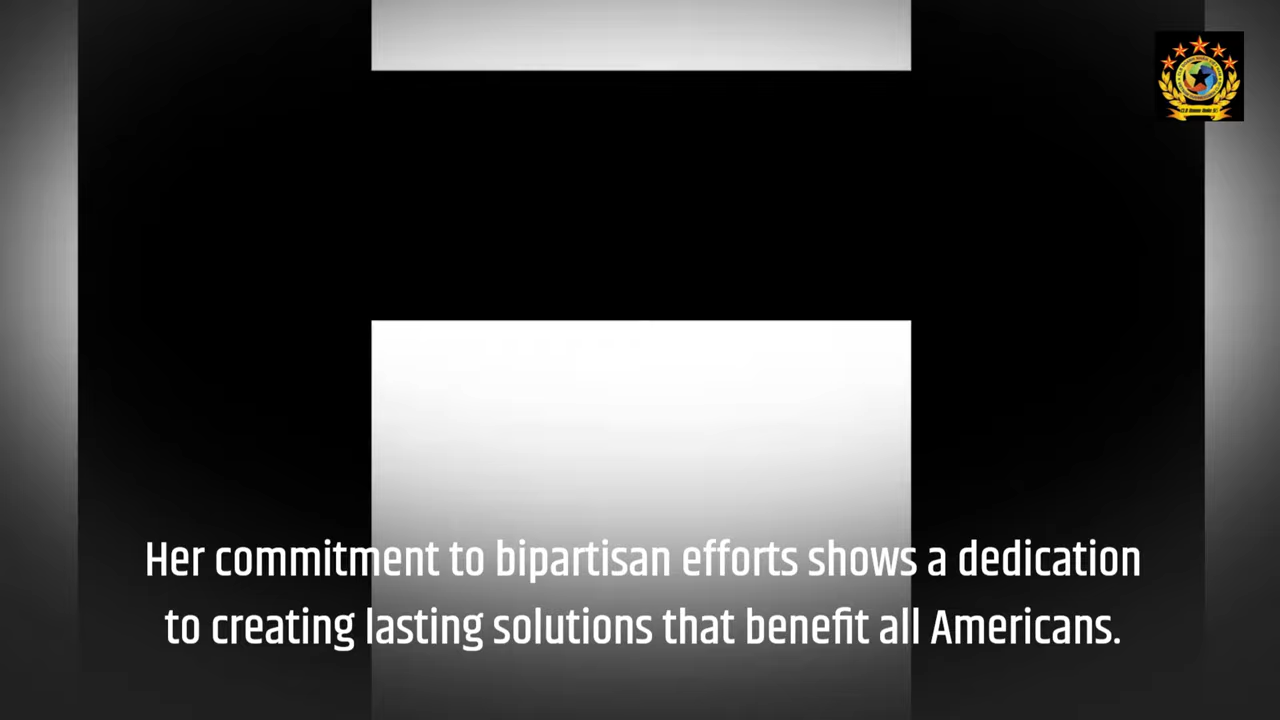 Her commitment to bipartisan efforts shows a dedication
to creating lasting solutions that benefit all Americans.